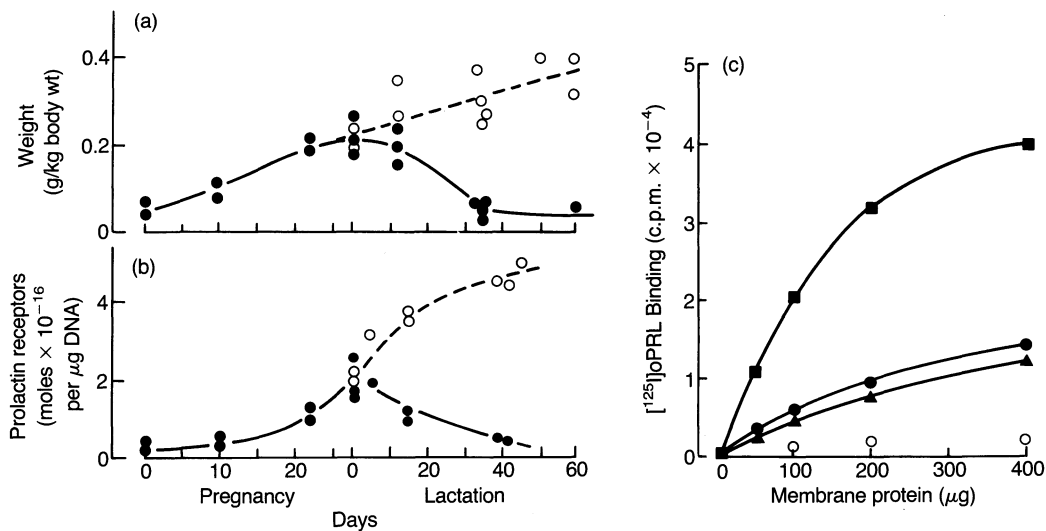 (a)
Weight
(g/kg body wt)
0.4
0.2
0
(b)
Prolactin receptors
(moles × 10⁻¹⁶
per μg DNA)
4
2
0
0 10 20 0 20 40 60
Pregnancy Lactation
Days
(c)
[¹²⁵I]oPRL Binding (c.p.m. × 10⁻⁴)
5
4
3
2
1
0
0 100 200 300 400
Membrane protein (μg)